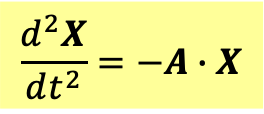 d²X/dt² = −A · X